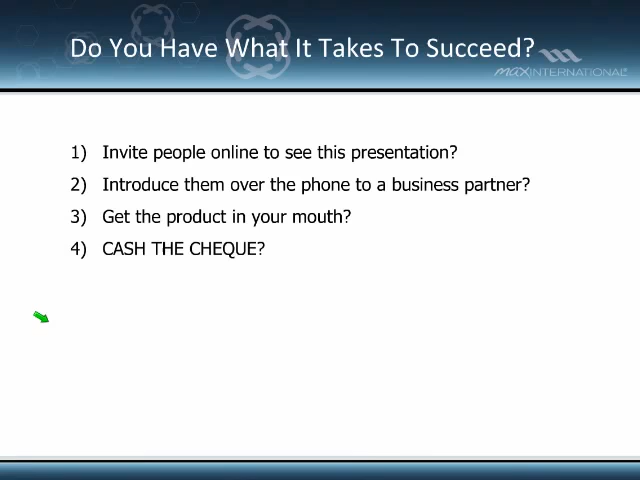 Do You Have What It Takes To Succeed?
MAXINTERNATIONAL
1) Invite people online to see this presentation?
2) Introduce them over the phone to a business partner?
3) Get the product in your mouth?
4) CASH THE CHEQUE?